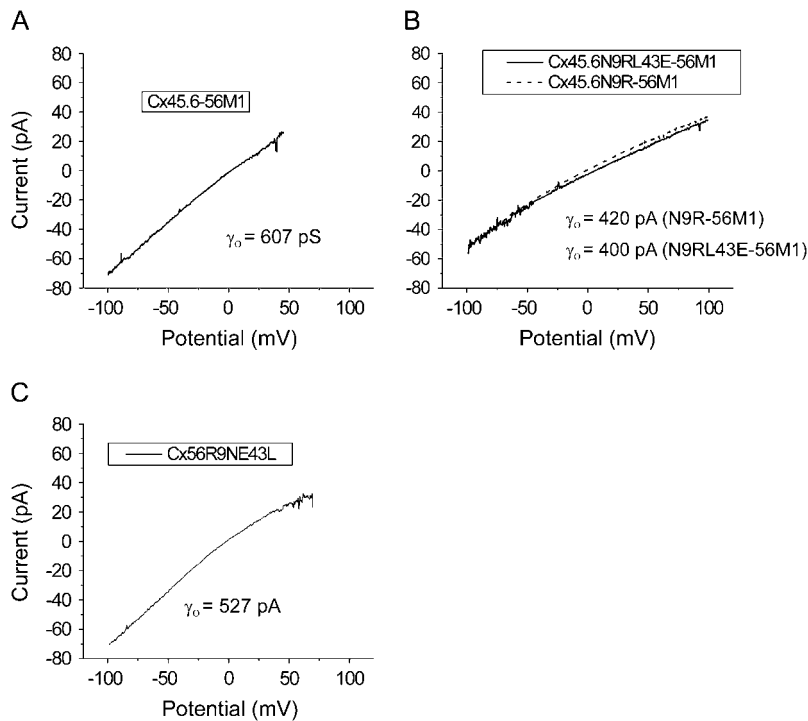 A
80
60
40
20
0
-20
-40
-60
-80
Current (pA)
Cx45.6-56M1
γo = 607 pS
-100 -50 0 50 100
Potential (mV)
B
80
60
40
20
0
-20
-40
-60
-80
Current (pA)
Cx45.6N9RL43E-56M1
Cx45.6N9R-56M1
γo = 420 pA (N9R-56M1)
γo = 400 pA (N9RL43E-56M1)
-100 -50 0 50 100
Potential (mV)
C
80
60
40
20
0
-20
-40
-60
-80
Current (pA)
Cx56R9NE43L
γo = 527 pA
-100 -50 0 50 100
Potential (mV)